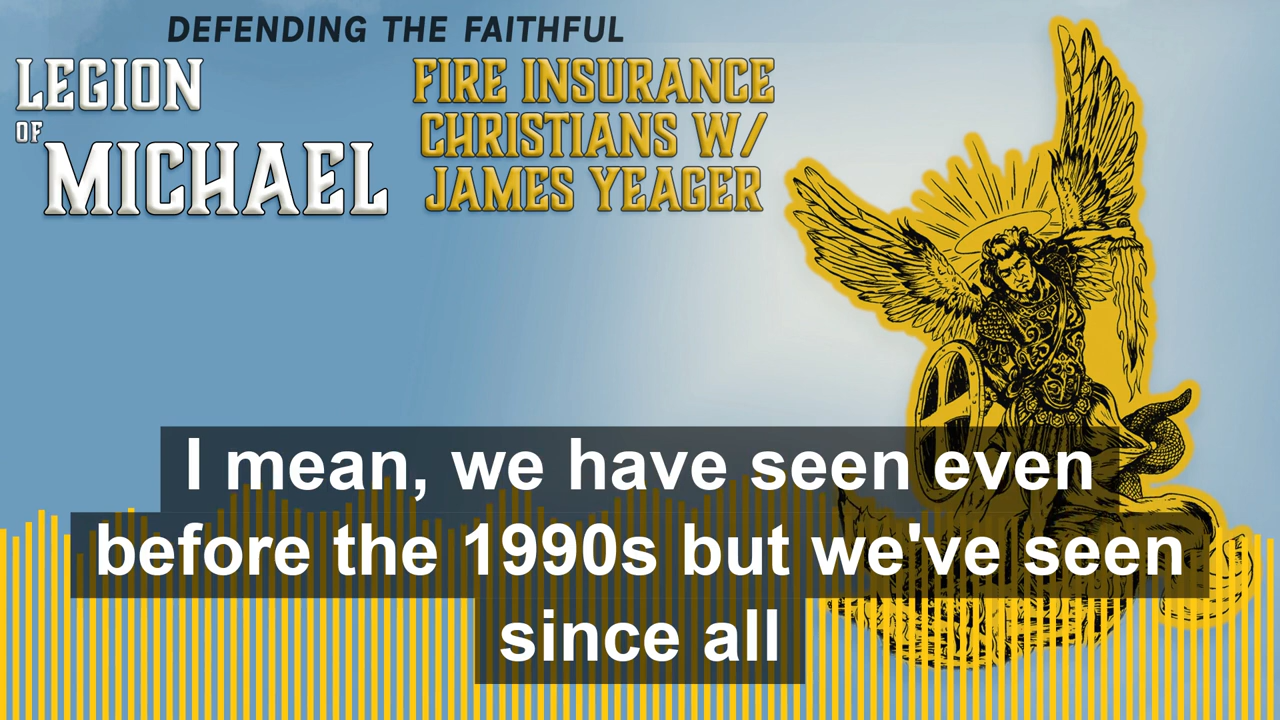 DEFENDING THE FAITHFUL
LEGION
OF
MICHAEL
FIRE INSURANCE
CHRISTIANS W/
JAMES YEAGER
I mean, we have seen even
before the 1990s but we've seen
since all